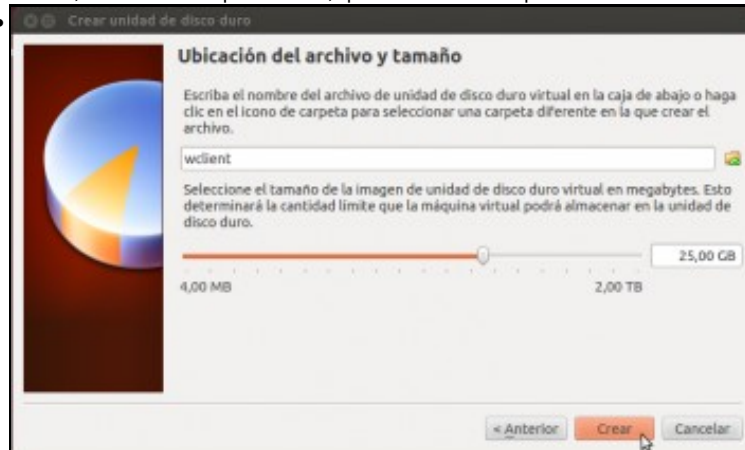 Crear unidad de disco duro
Ubicación del archivo y tamaño
Escriba el nombre del archivo de unidad de disco duro virtual en la caja de abajo o haga
clic en el icono de carpeta para seleccionar una carpeta diferente en la que crear el
archivo.
wclient
Seleccione el tamaño de la imagen de unidad de disco duro virtual en megabytes. Esto
determinará la cantidad límite que la máquina virtual podrá almacenar en la unidad de
disco duro.
25,00 GB
4,00 MB 2,00 TB
< Anterior Crear Cancelar